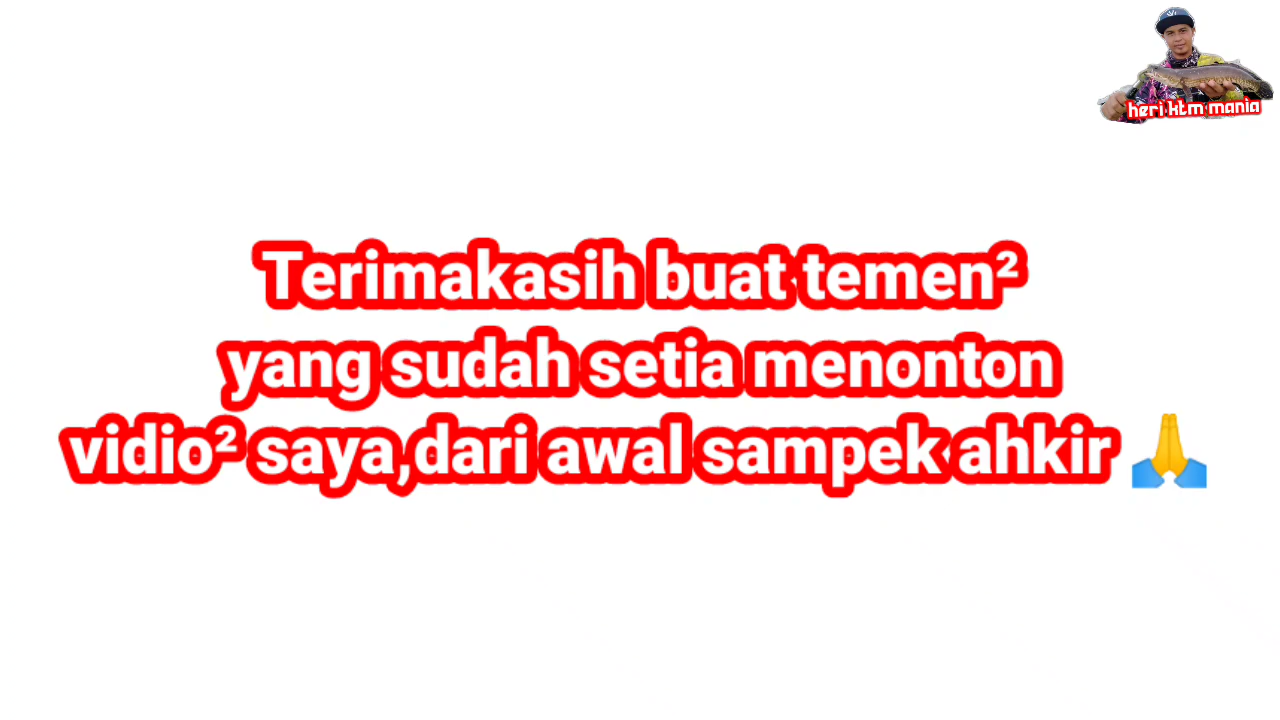 heri ktm mania
Terimakasih buat temen²
yang sudah setia menonton
vidio² saya,dari awal sampek ahkir 🙏